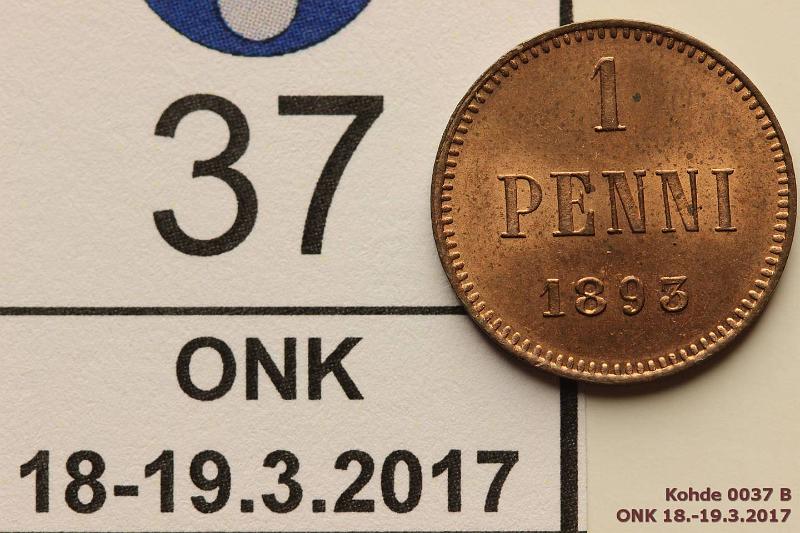 37
ONK
18-19.3.2017
1
PENNI
1893
Kohde 0037 B
ONK 18.-19.3.2017